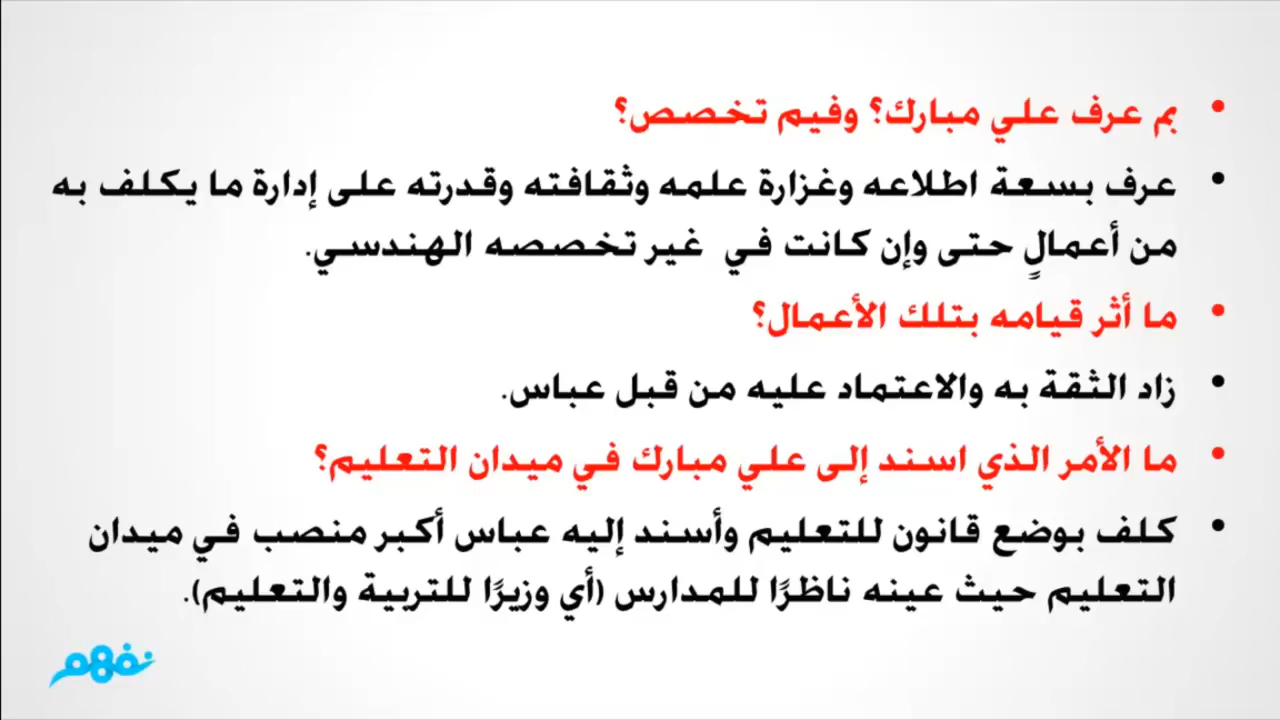 • بم عرف علي مبارك؟ وفيم تخصص؟
• عرف بسعة اطلاعه وغزارة علمه وثقافته وقدرته على إدارة ما يكلف به
من أعمالٍ حتى وإن كانت في غير تخصصه الهندسي.
• ما أثر قيامه بتلك الأعمال؟
• زاد الثقة به والاعتماد عليه من قبل عباس.
• ما الأمر الذي اسند إلى علي مبارك في ميدان التعليم؟
• كلف بوضع قانون للتعليم وأسند إليه عباس أكبر منصب في ميدان
التعليم حيث عينه ناظرًا للمدارس (أي وزيرًا للتربية والتعليم).
نفهم